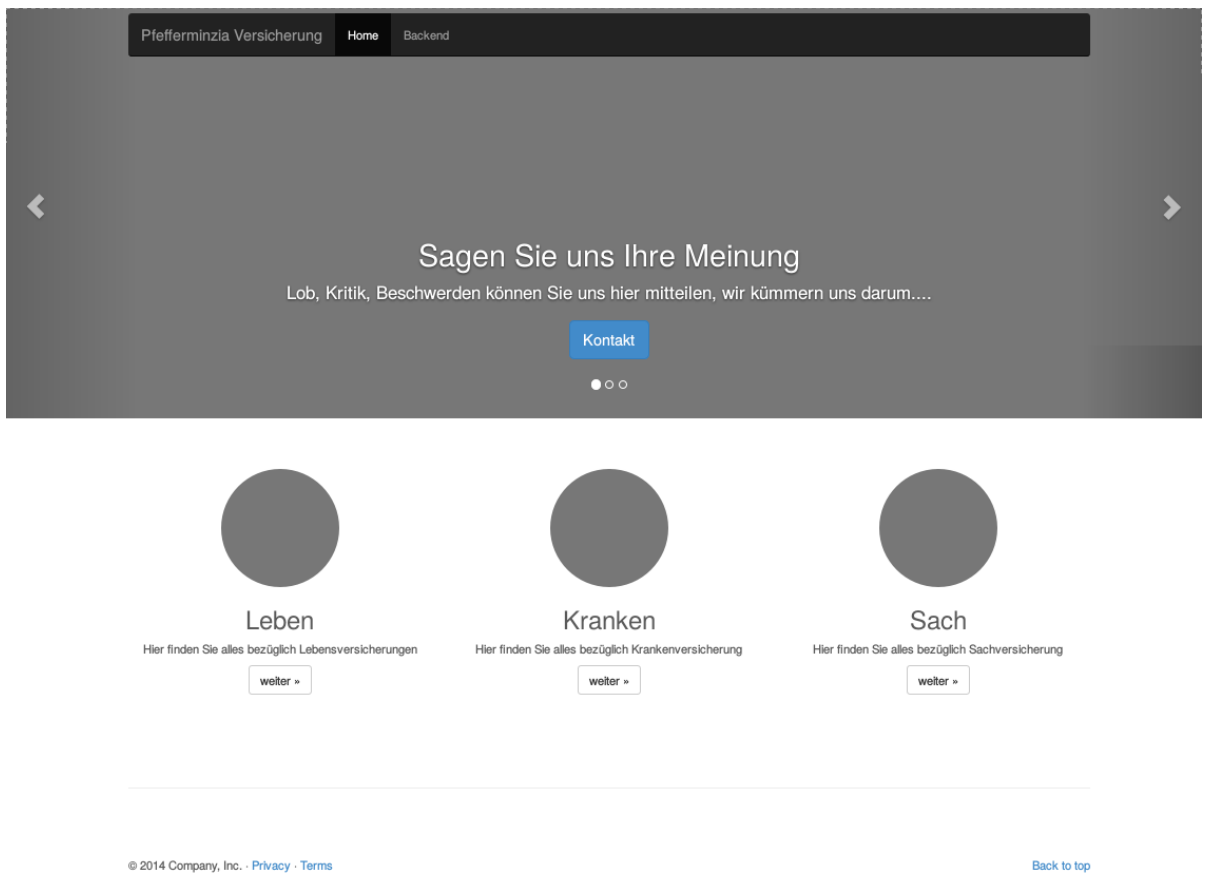 Pfefferminzia Versicherung Home Backend
Sagen Sie uns Ihre Meinung
Lob, Kritik, Beschwerden können Sie uns hier mitteilen, wir kümmern uns darum....
Kontakt
Leben Kranken Sach
Hier finden Sie alles bezüglich Lebensversicherungen Hier finden Sie alles bezüglich Krankenversicherung Hier finden Sie alles bezüglich Sachversicherung
weiter » weiter » weiter »
© 2014 Company, Inc. · Privacy · Terms Back to top